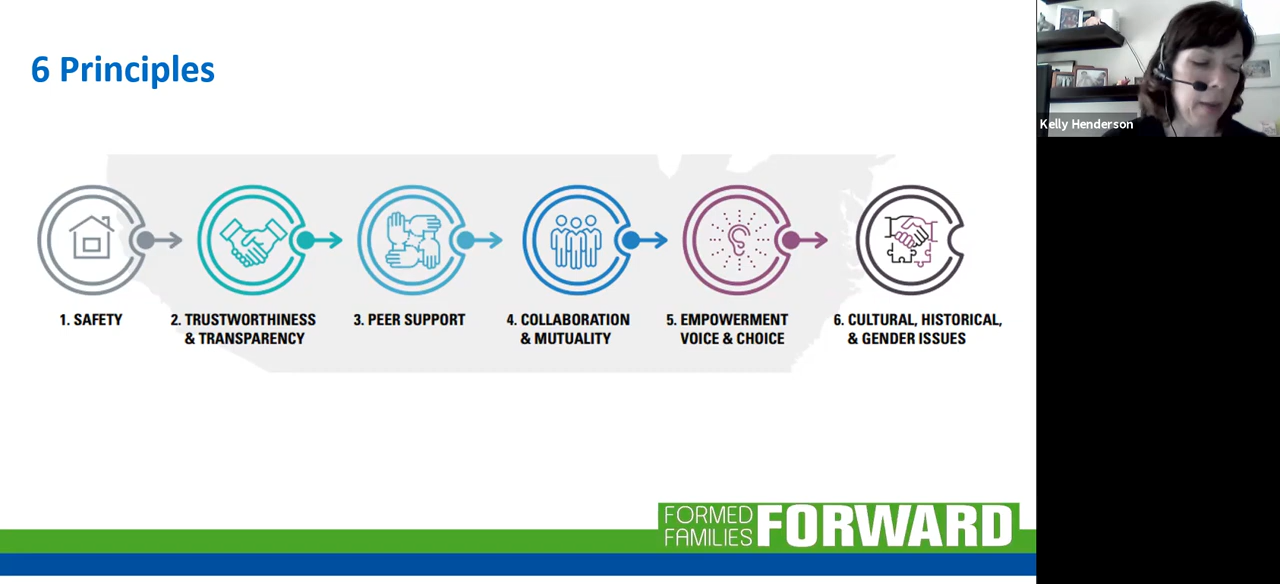 6 Principles
Kelly Henderson
1. SAFETY
2. TRUSTWORTHINESS
& TRANSPARENCY
3. PEER SUPPORT
4. COLLABORATION
& MUTUALITY
5. EMPOWERMENT
VOICE & CHOICE
6. CULTURAL, HISTORICAL,
& GENDER ISSUES
FORMED
FAMILIES
FORWARD